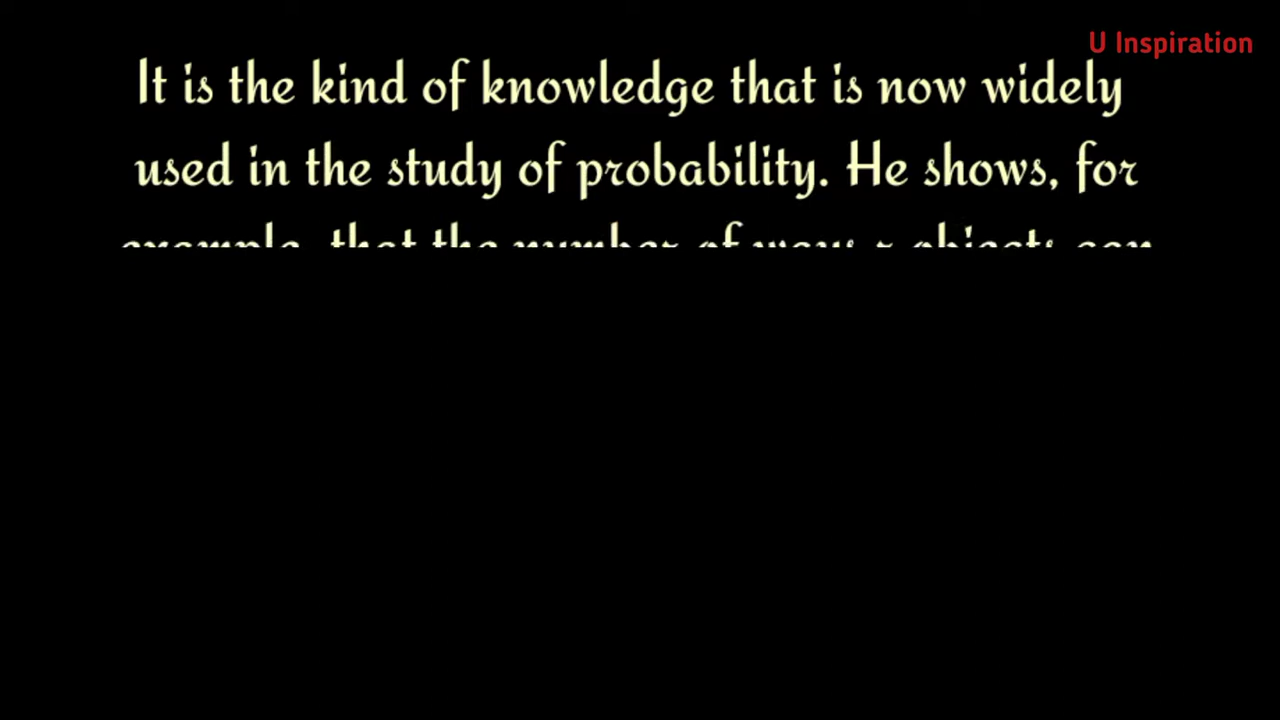 U Inspiration
It is the kind of knowledge that is now widely
used in the study of probability. He shows, for
example, that the number of ways r objects can